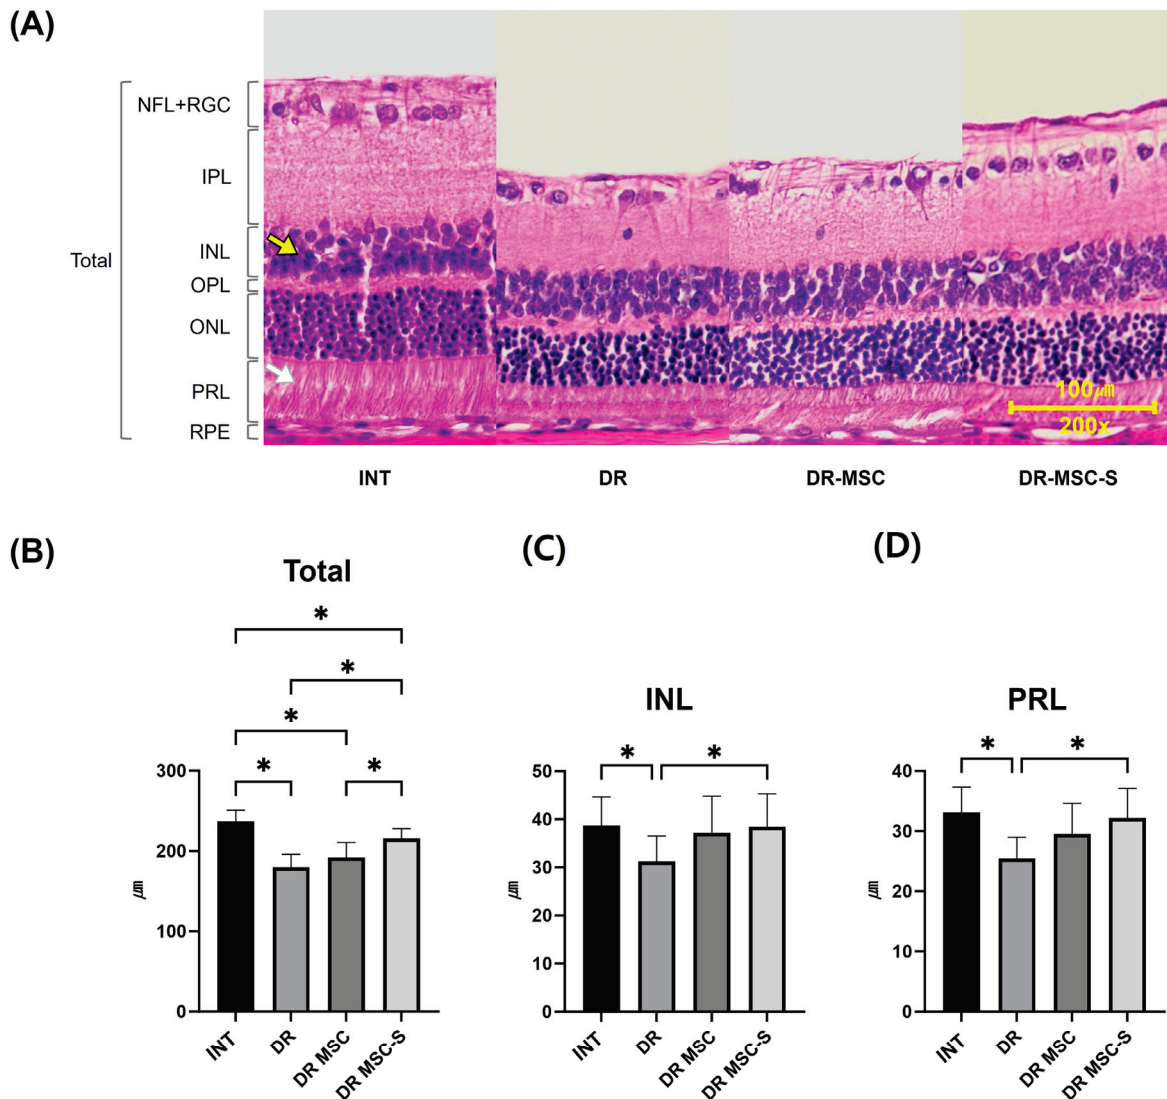 (A)
NFL+RGC
IPL
INL
Total
OPL
ONL
PRL
RPE
100㎛
200x
INT
DR
DR-MSC
DR-MSC-S
(B)
Total
*
*
*
*
*
300
200
100
0
㎛
INT
DR
DR MSC
DR MSC-S
(C)
INL
*
*
50
40
30
20
10
0
㎛
INT
DR
DR MSC
DR MSC-S
(D)
PRL
*
*
40
30
20
10
0
㎛
INT
DR
DR MSC
DR MSC-S